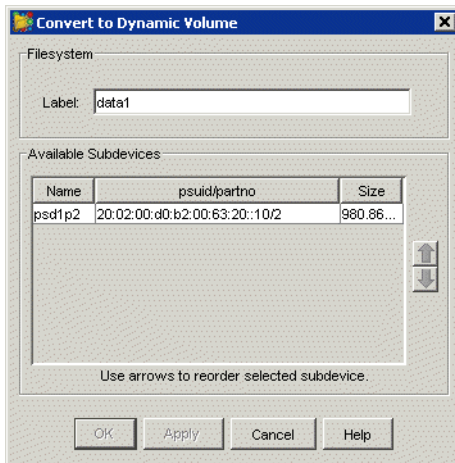 Convert to Dynamic Volume
Filesystem
Label: data1
Available Subdevices
Name psuid/partno Size
psd1p2 20:02:00:d0:b2:00:63:20::10/2 980.86...
Use arrows to reorder selected subdevice.
OK Apply Cancel Help